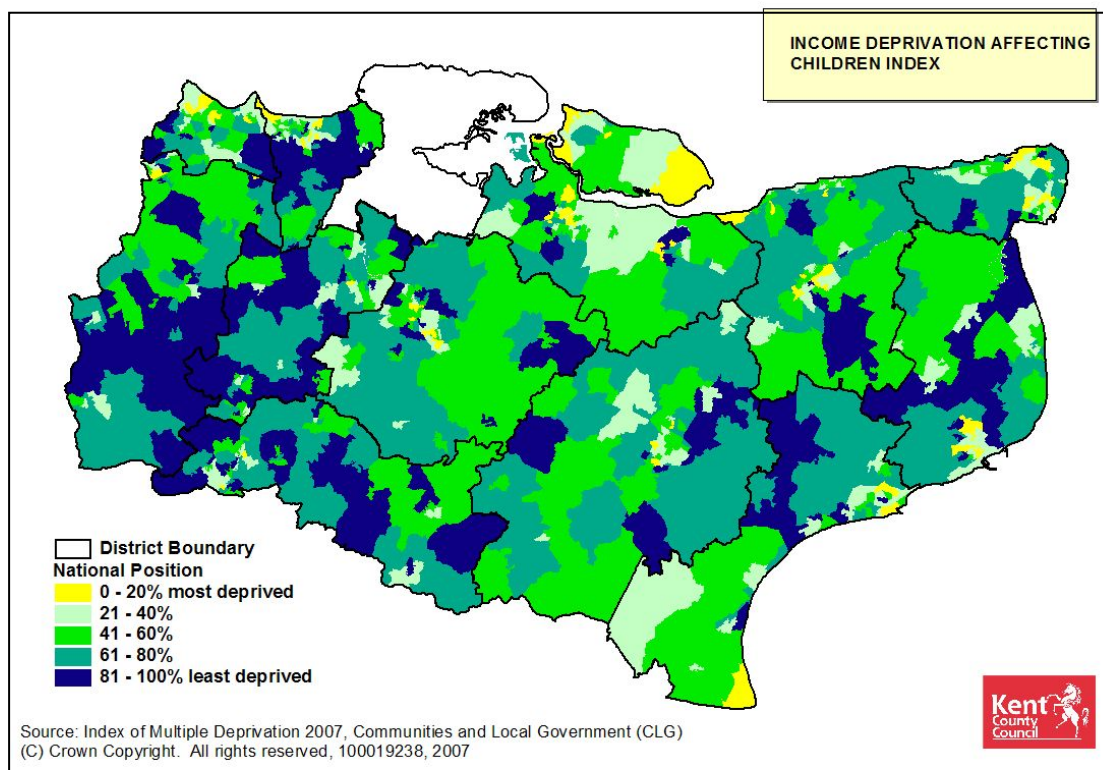 INCOME DEPRIVATION AFFECTING
CHILDREN INDEX
District Boundary
National Position
0 - 20% most deprived
21 - 40%
41 - 60%
61 - 80%
81 - 100% least deprived
Source: Index of Multiple Deprivation 2007, Communities and Local Government (CLG)
(C) Crown Copyright. All rights reserved, 100019238, 2007
Kent
County
Council